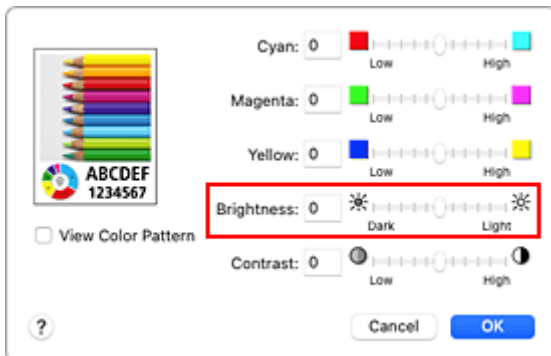 Cyan: 0
Low High
Magenta: 0
Low High
Yellow: 0
Low High
ABCDEF
1234567
Brightness: 0
Dark Light
View Color Pattern
Contrast: 0
Low High
? Cancel OK